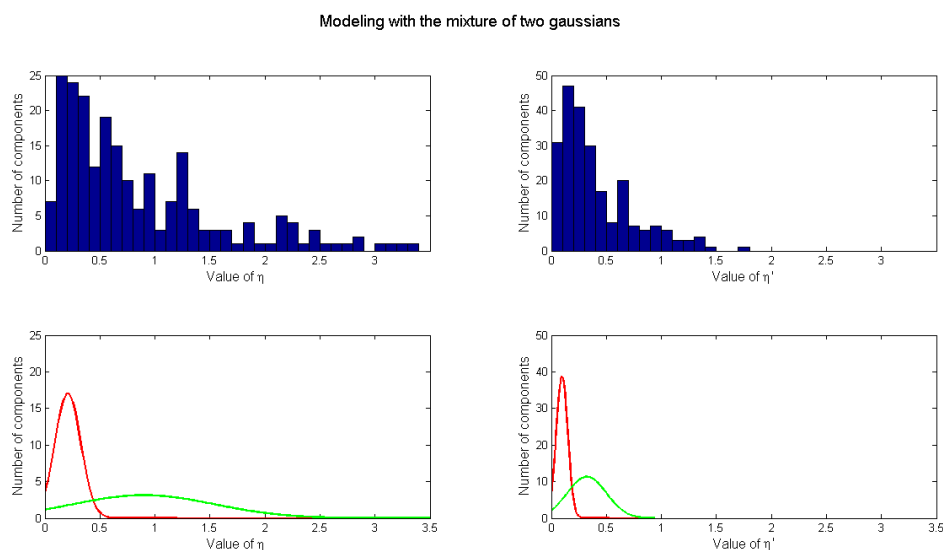 Modeling with the mixture of two gaussians
25
20
15
10
5
0
Number of components
0 0.5 1 1.5 2 2.5 3
Value of η
50
40
30
20
10
0
Number of components
0 0.5 1 1.5 2 2.5 3
Value of η'
25
20
15
10
5
0
Number of components
0 0.5 1 1.5 2 2.5 3 3.5
Value of η
50
40
30
20
10
0
Number of components
0 0.5 1 1.5 2 2.5 3 3.5
Value of η'